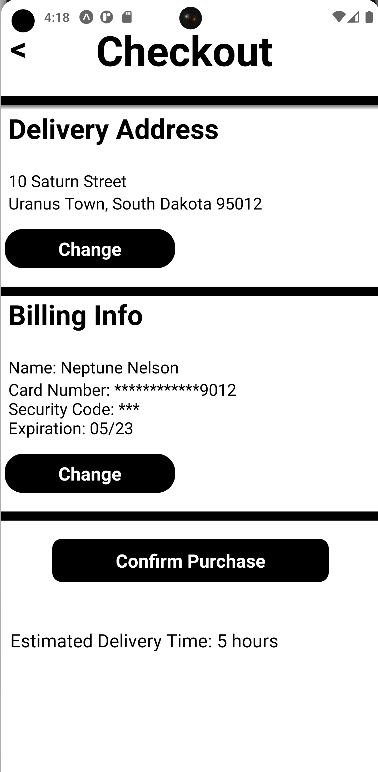 4:18
< Checkout
Delivery Address
10 Saturn Street
Uranus Town, South Dakota 95012
Change
Billing Info
Name: Neptune Nelson
Card Number: ************9012
Security Code: ***
Expiration: 05/23
Change
Confirm Purchase
Estimated Delivery Time: 5 hours